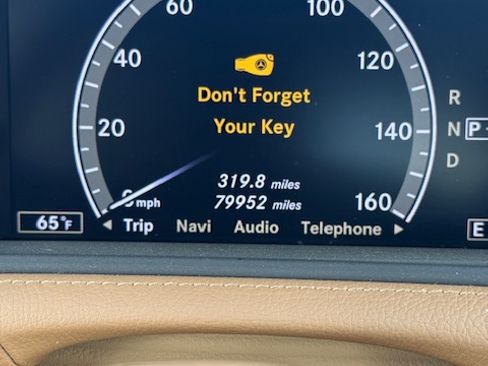 60
100
40
120
Don't Forget
Your Key
20
140
R
N P
D
319.8 miles
0 mph
79952 miles
160
65°F
Trip Navi Audio Telephone
E